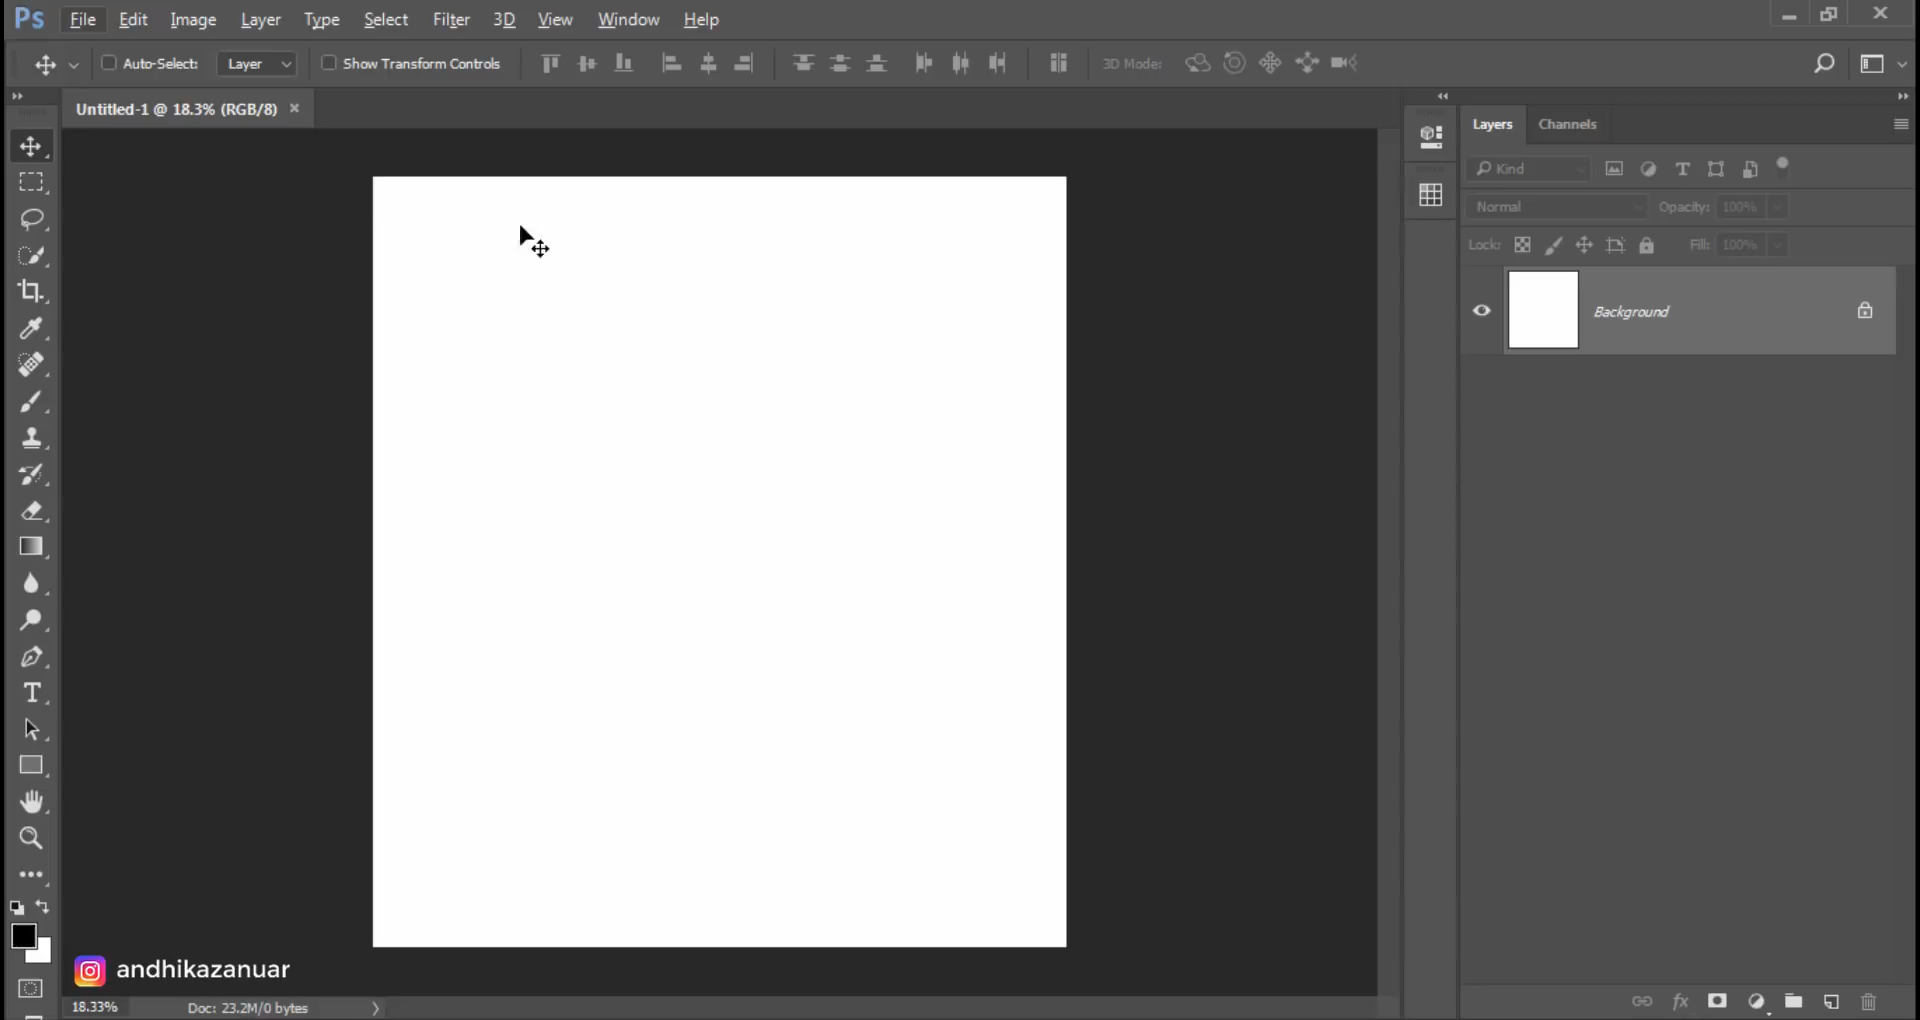 Ps File Edit Image Layer Type Select Filter 3D View Window Help
Auto-Select: Layer Show Transform Controls 3D Mode:
Untitled-1 @ 18.3% (RGB/8) ×
Layers Channels
Kind
Normal Opacity: 100%
Lock: Fill: 100%
Background
fx
andhikazanuar
18.33% Doc: 23.2M/0 bytes